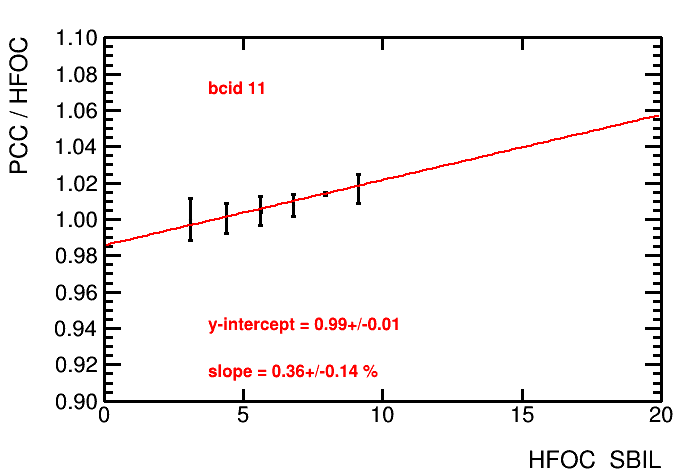 PCC / HFOC
1.10
1.08
1.06
1.04
1.02
1.00
0.98
0.96
0.94
0.92
0.90
bcid 11
y-intercept = 0.99+/-0.01
slope = 0.36+/-0.14 %
0 5 10 15 20
HFOC SBIL